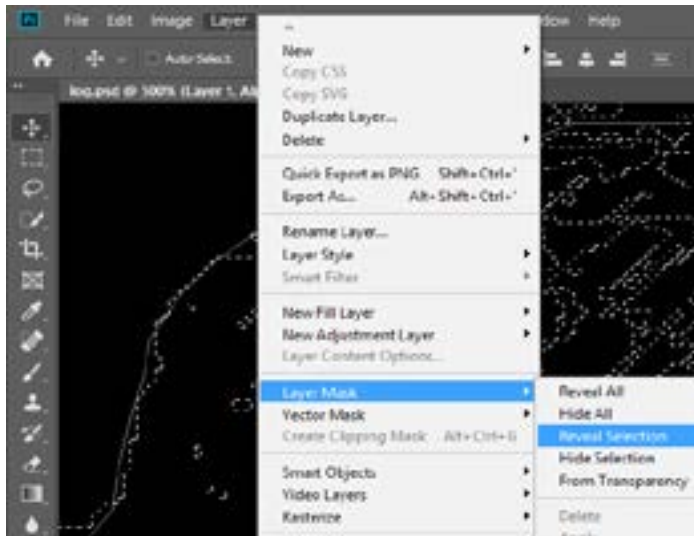 File Edit Image Layer
Help
Auto-Select
log.psd @ 100% (Layer 1,
New
Copy CSS
Copy SVG
Duplicate Layer...
Delete
Quick Export as PNG Shift+Ctrl+'
Export As... Alt+Shift+Ctrl+'
Rename Layer...
Layer Style
Smart Filter
New Fill Layer
New Adjustment Layer
Layer Content Options...
Layer Mask
Vector Mask
Create Clipping Mask Alt+Ctrl+G
Smart Objects
Video Layers
Rasterize
Reveal All
Hide All
Reveal Selection
Hide Selection
From Transparency
Delete